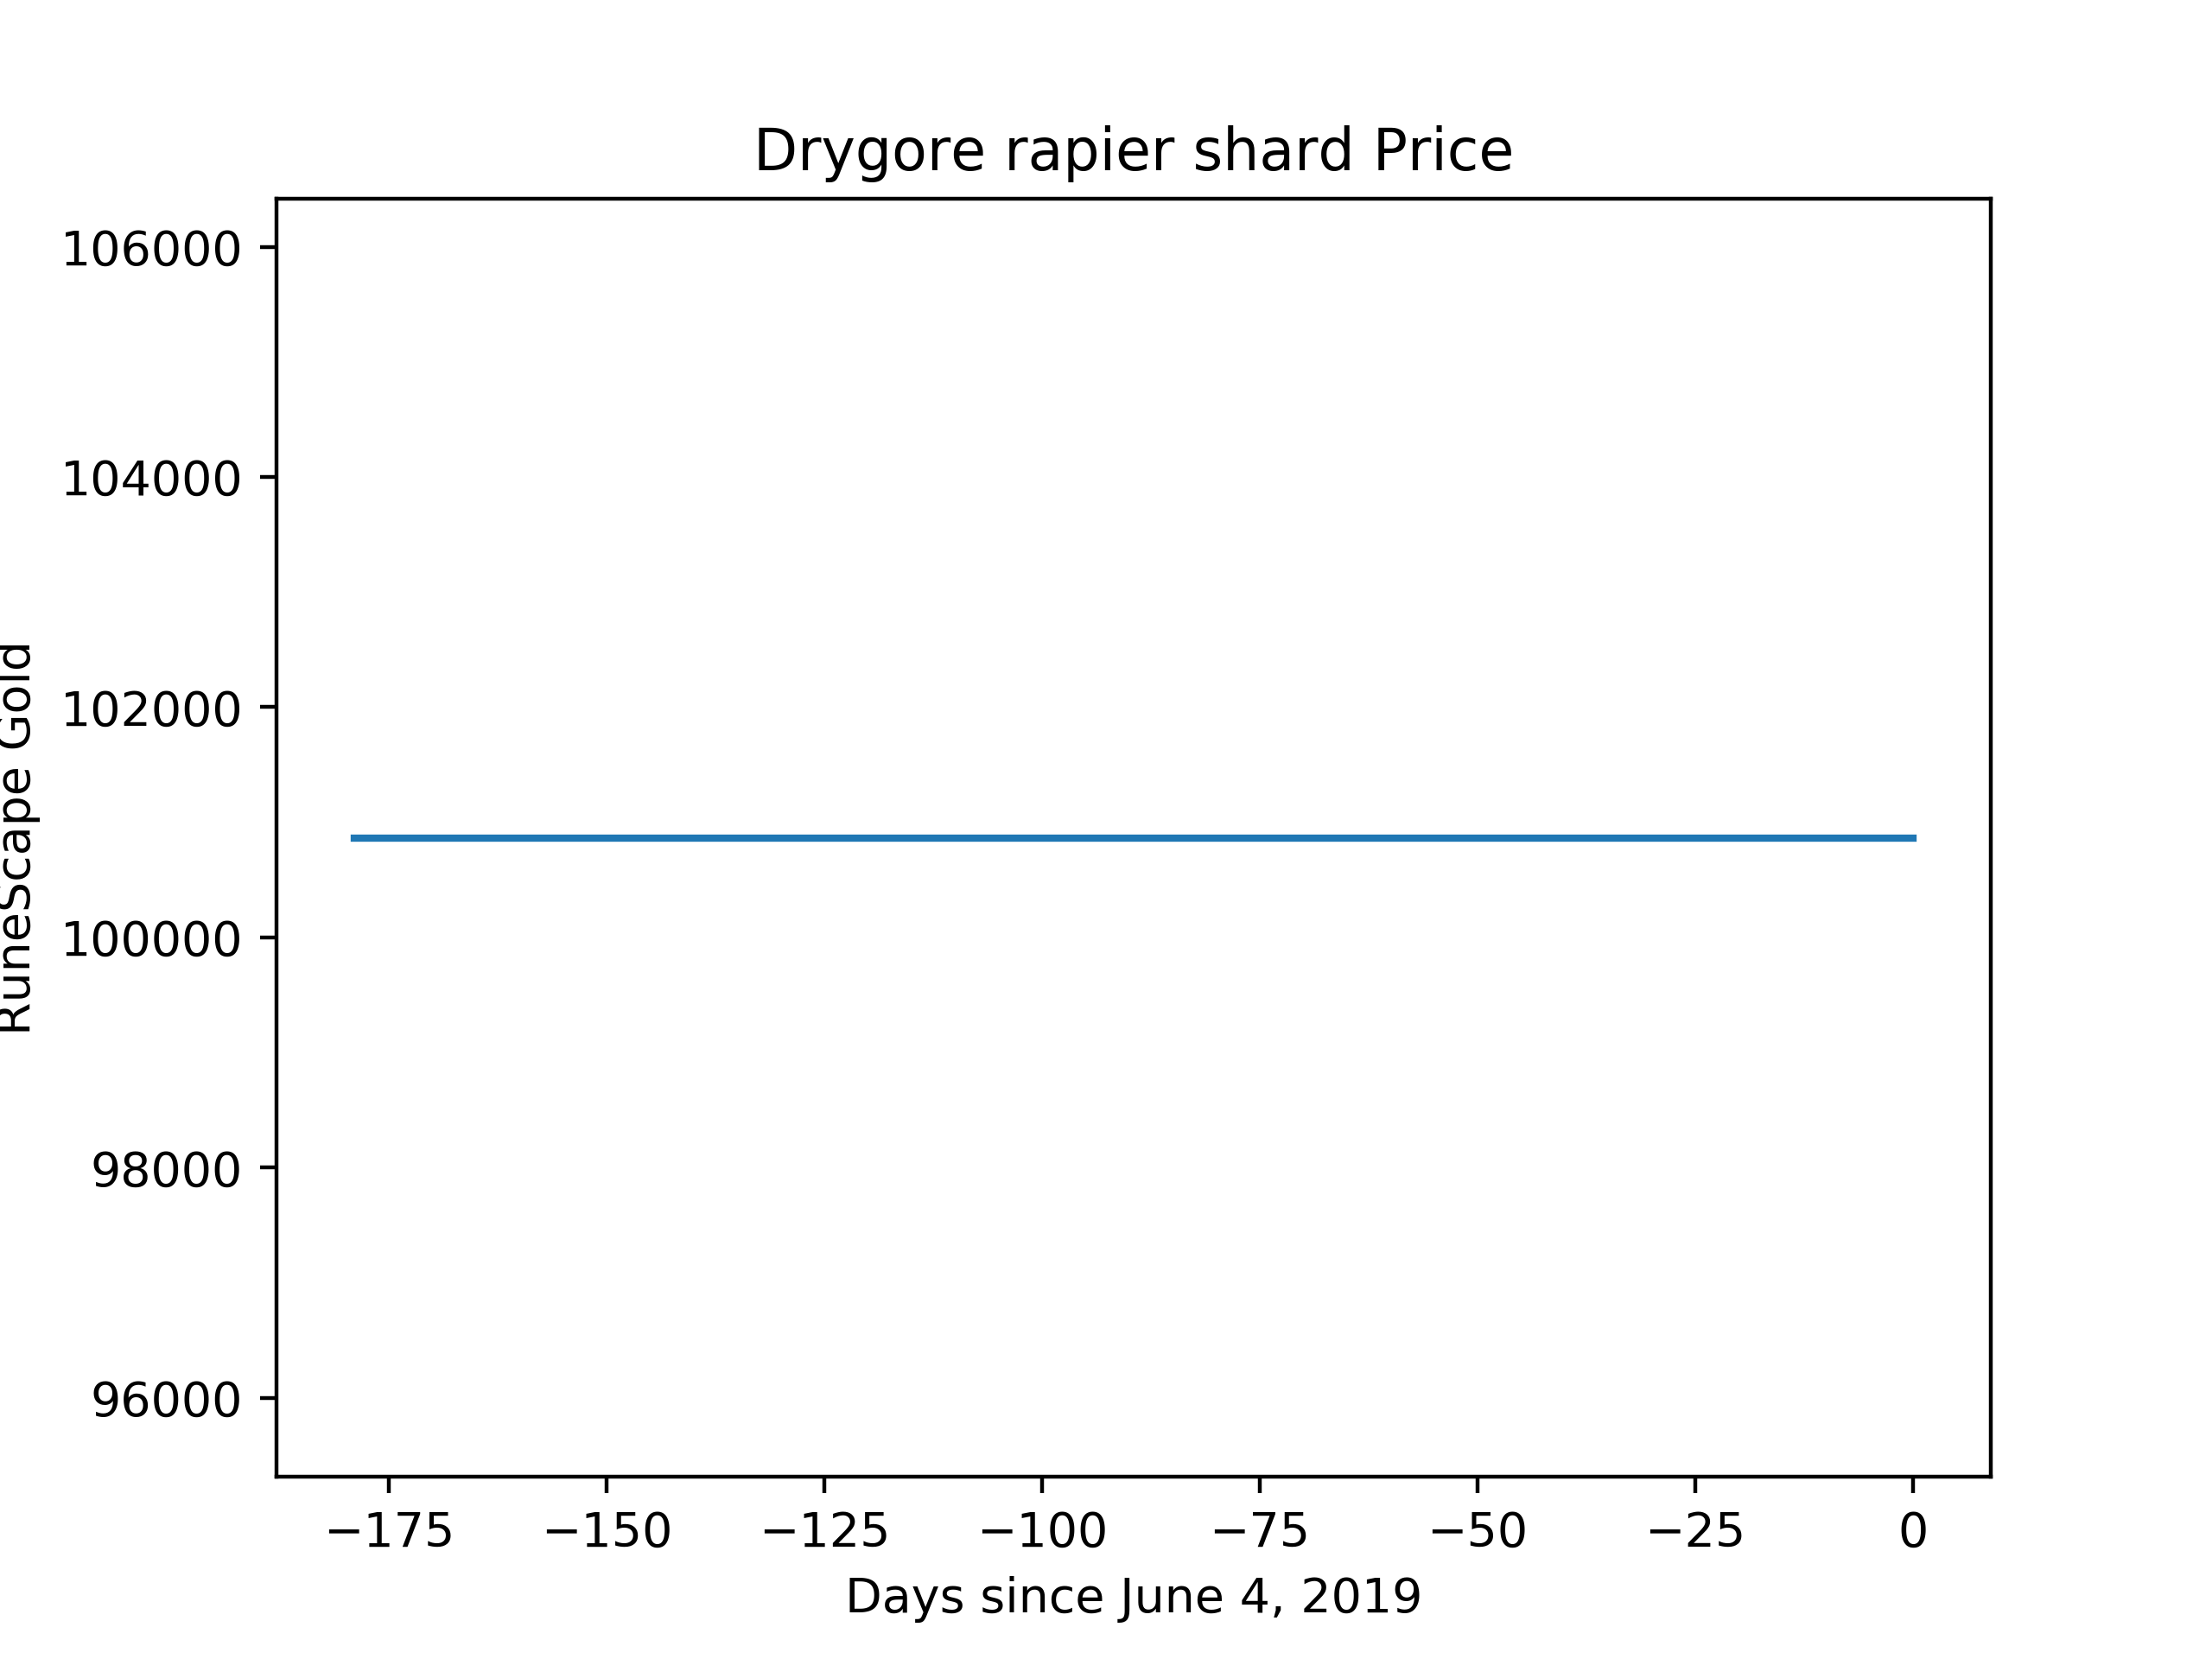 Drygore rapier shard Price
106000
104000
102000
100000
98000
96000
RuneScape Gold
−175 −150 −125 −100 −75 −50 −25 0
Days since June 4, 2019